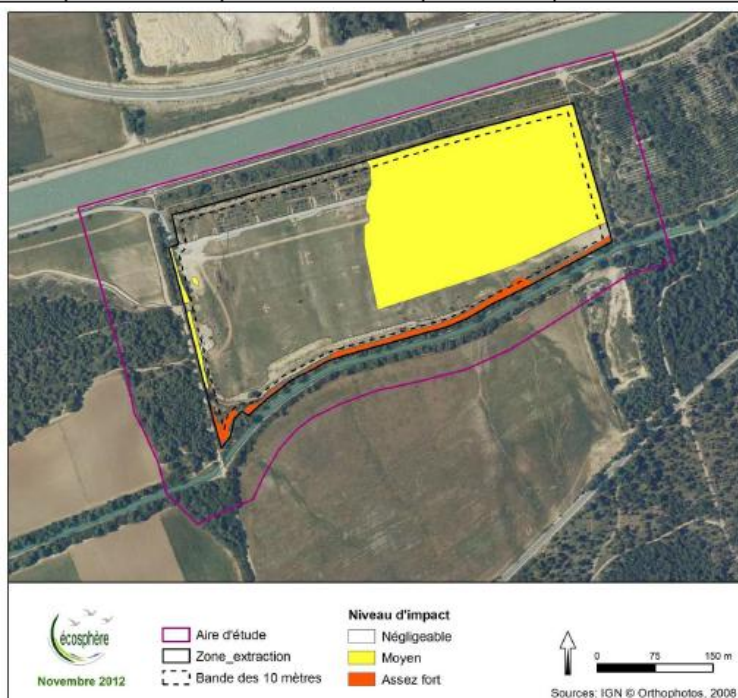 écosphère
Novembre 2012
Aire d'étude
Zone_extraction
Bande des 10 mètres
Niveau d'impact
Négligeable
Moyen
Assez fort
0 75 150 m
Sources: IGN © Orthophotos, 2008